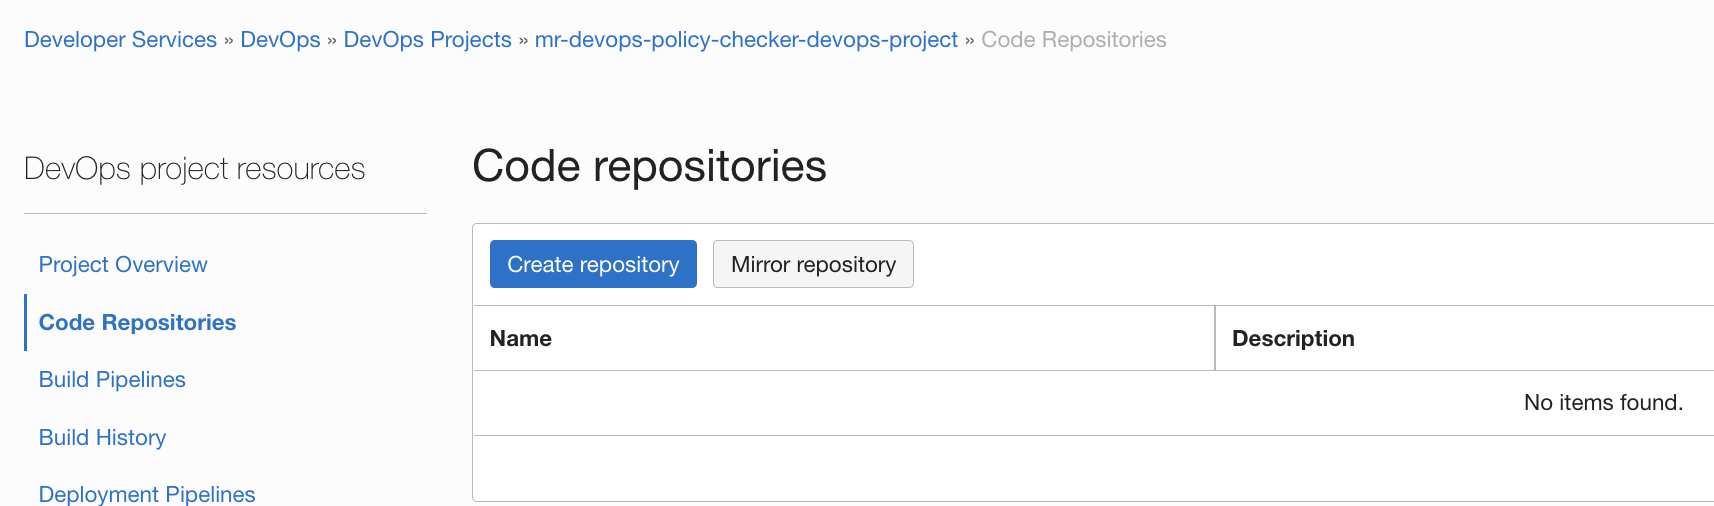 Developer Services » DevOps » DevOps Projects » mr-devops-policy-checker-devops-project » Code Repositories
DevOps project resources
Project Overview
Code Repositories
Build Pipelines
Build History
Deployment Pipelines
Code repositories
Create repository Mirror repository
Name Description
No items found.